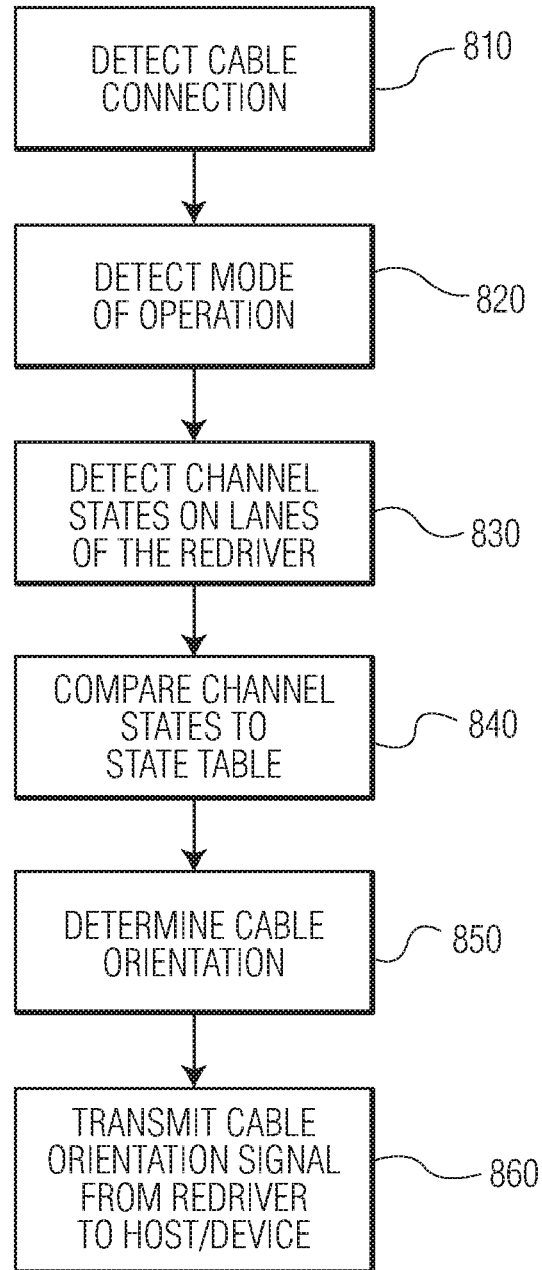 DETECT CABLE
CONNECTION
810
DETECT MODE
OF OPERATION
820
DETECT CHANNEL
STATES ON LANES
OF THE REDRIVER
830
COMPARE CHANNEL
STATES TO
STATE TABLE
840
DETERMINE CABLE
ORIENTATION
850
TRANSMIT CABLE
ORIENTATION SIGNAL
FROM REDRIVER
TO HOST/DEVICE
860